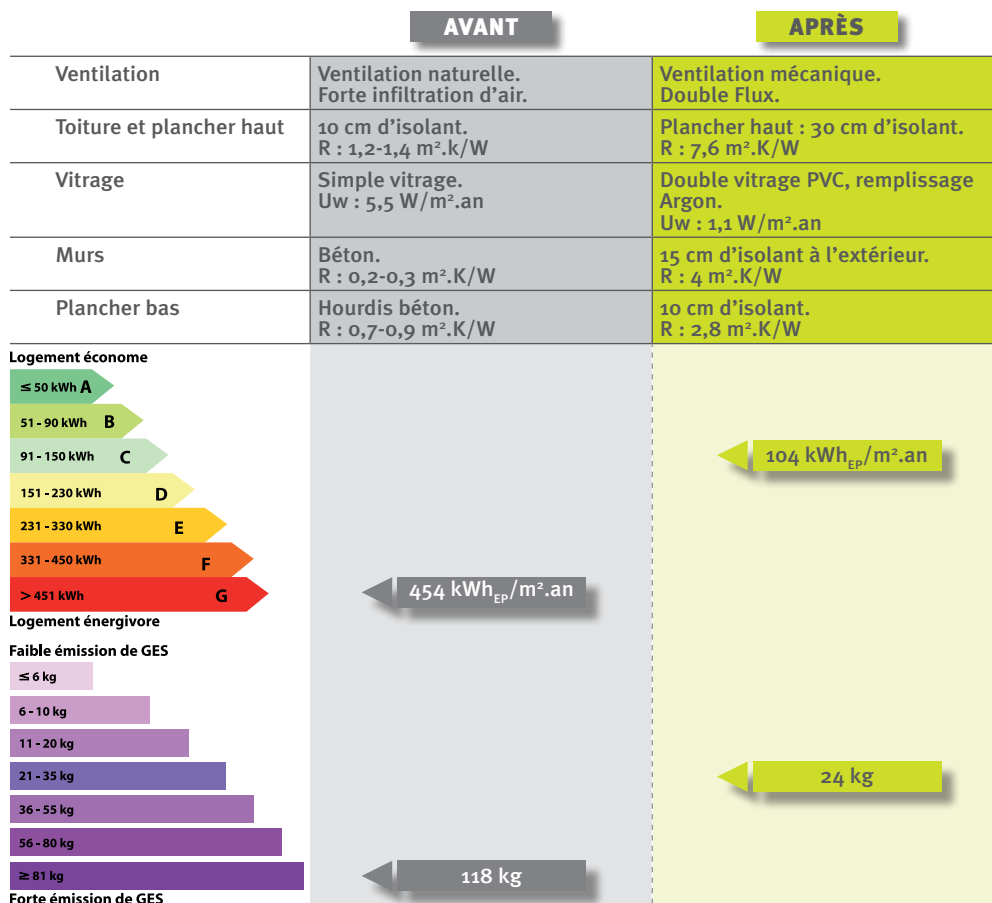 AVANT
APRÈS
Ventilation
Ventilation naturelle.
Forte infiltration d'air.
Ventilation mécanique.
Double Flux.
Toiture et plancher haut
10 cm d'isolant.
R : 1,2-1,4 m².k/W
Plancher haut : 30 cm d'isolant.
R : 7,6 m².K/W
Vitrage
Simple vitrage.
Uw : 5,5 W/m².an
Double vitrage PVC, remplissage
Argon.
Uw : 1,1 W/m².an
Murs
Béton.
R : 0,2-0,3 m².K/W
15 cm d'isolant à l'extérieur.
R : 4 m².K/W
Plancher bas
Hourdis béton.
R : 0,7-0,9 m².K/W
10 cm d'isolant.
R : 2,8 m².K/W
Logement économe
≤ 50 kWh A
51 - 90 kWh B
91 - 150 kWh C
104 kWhEP/m².an
151 - 230 kWh D
231 - 330 kWh E
331 - 450 kWh F
> 451 kWh G
454 kWhEP/m².an
Logement énergivore
Faible émission de GES
≤ 6 kg
6 - 10 kg
11 - 20 kg
21 - 35 kg
24 kg
36 - 55 kg
56 - 80 kg
≥ 81 kg
118 kg
Forte émission de GES